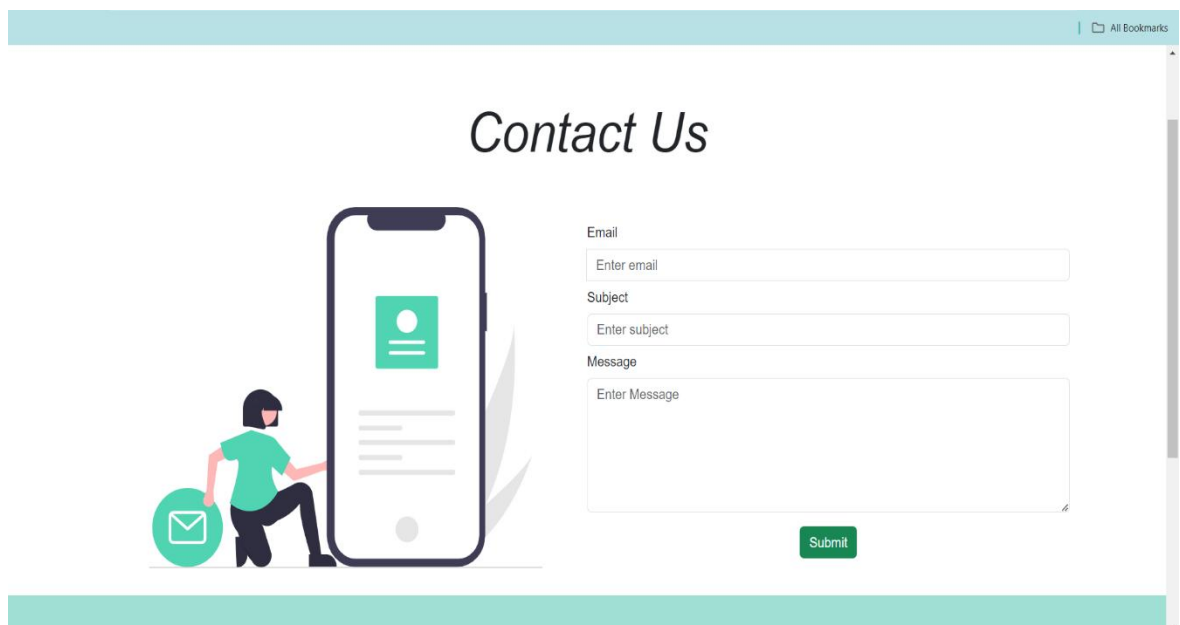 All Bookmarks
Contact Us
Email
Enter email
Subject
Enter subject
Message
Enter Message
Submit